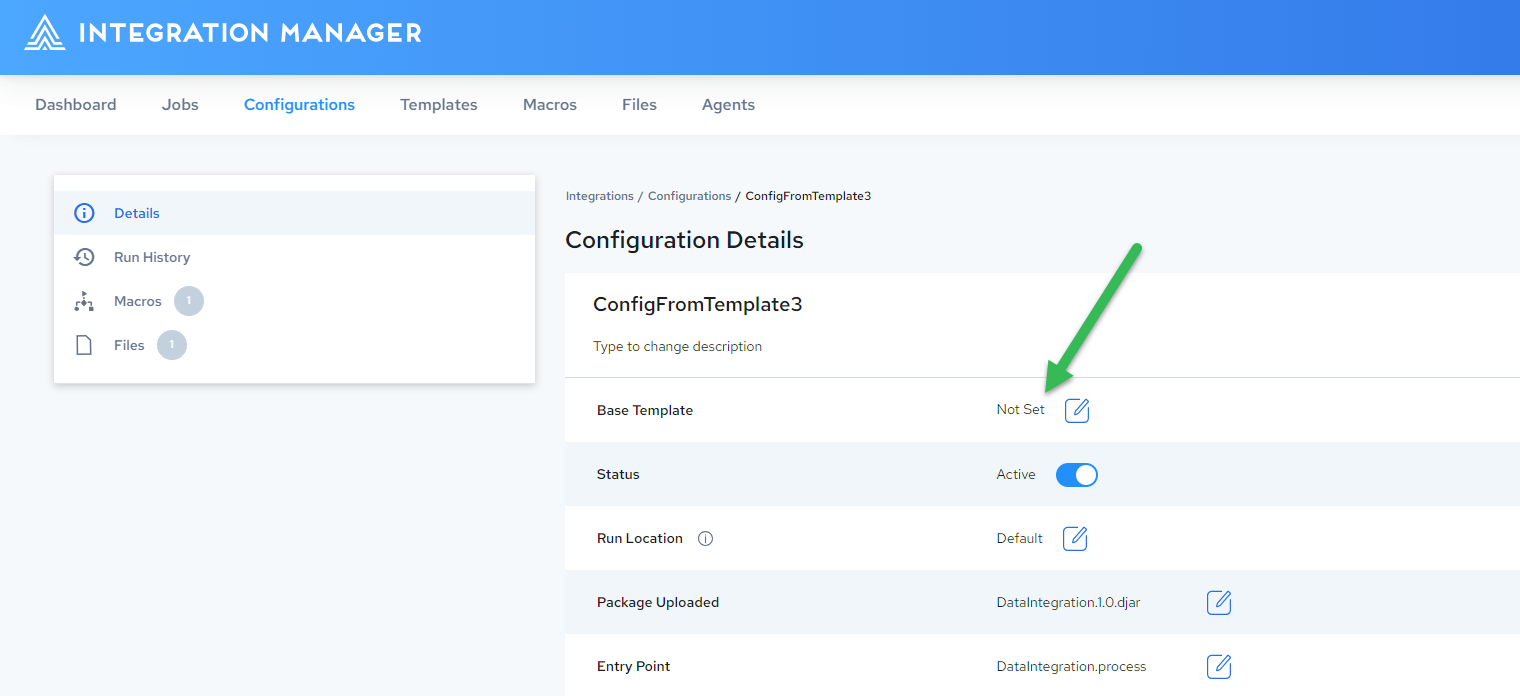 INTEGRATION MANAGER
Dashboard Jobs Configurations Templates Macros Files Agents
Details
Run History
Macros 1
Files 1
Integrations / Configurations / ConfigFromTemplate3
Configuration Details
ConfigFromTemplate3
Type to change description
Base Template Not Set
Status Active
Run Location Default
Package Uploaded DataIntegration.1.0.djar
Entry Point DataIntegration.process